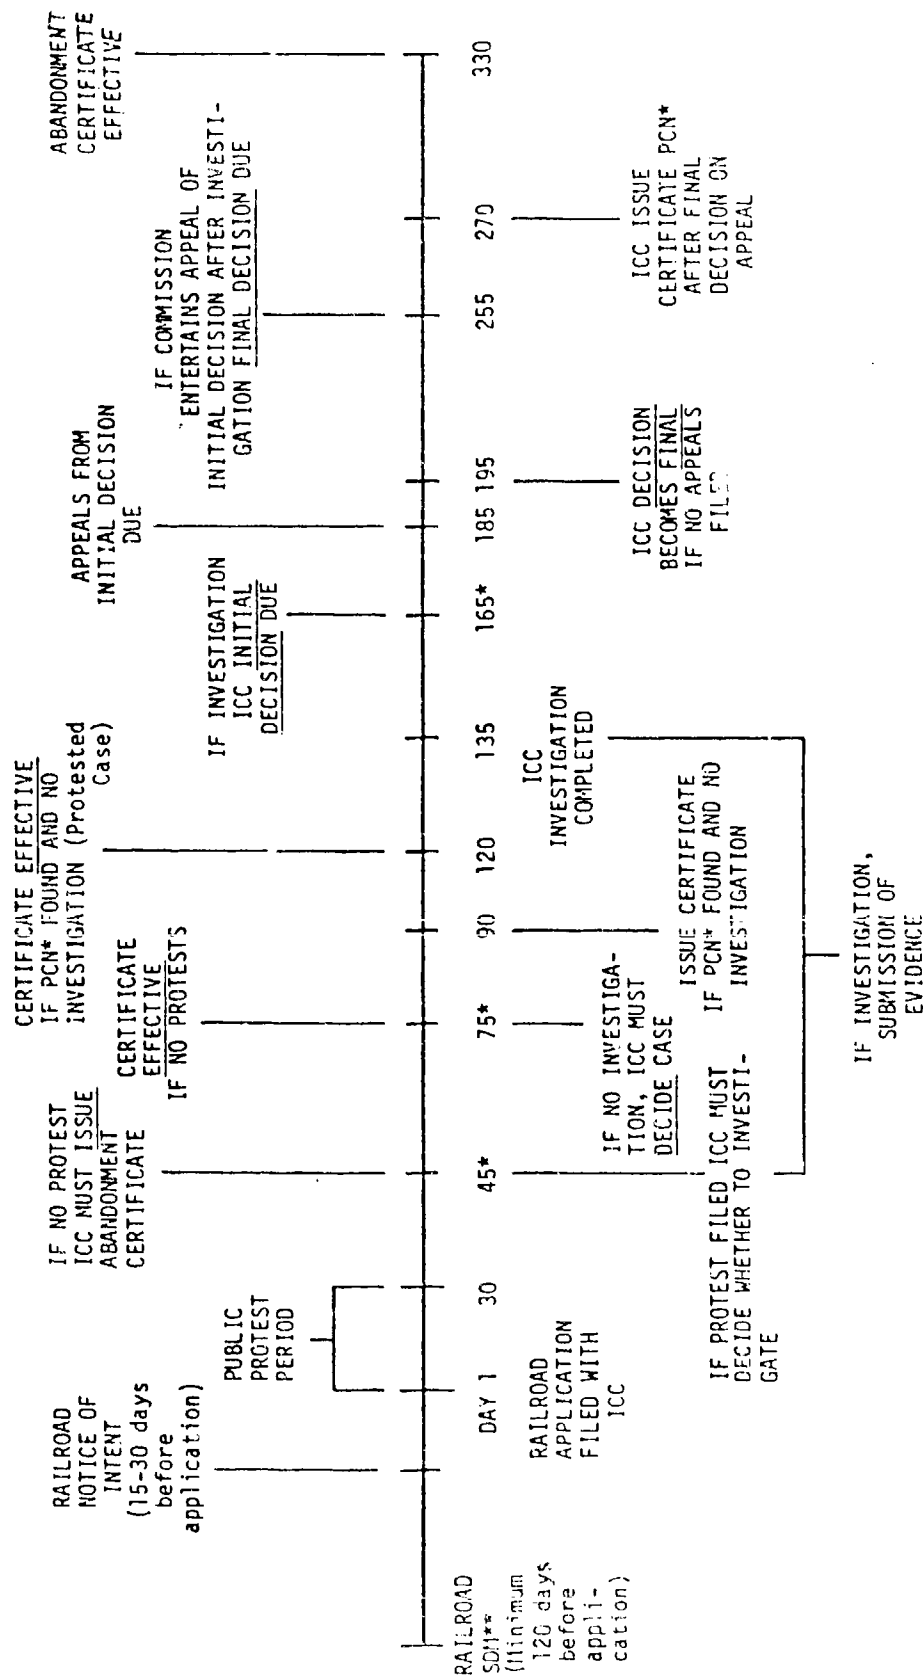 RAILROAD
SDM**
(Minimum
120 days
before
appli-
cation)
RAILROAD
NOTICE OF
INTENT
(15-30 days
before
application)
DAY 1
RAILROAD
APPLICATION
FILED WITH
ICC
PUBLIC
PROTEST
PERIOD
30
IF NO PROTEST
ICC MUST ISSUE
ABANDONMENT
CERTIFICATE
45*
IF PROTEST FILED ICC MUST
DECIDE WHETHER TO INVESTI-
GATE
CERTIFICATE
EFFECTIVE
IF NO PROTESTS
75*
IF NO INVESTIGA-
TION, ICC MUST
DECIDE CASE
90
ISSUE CERTIFICATE
IF PCN* FOUND AND NO
INVESTIGATION
CERTIFICATE EFFECTIVE
IF PCN* FOUND AND NO
INVESTIGATION (Protested
Case)
120
135
ICC
INVESTIGATION
COMPLETED
IF INVESTIGATION,
SUBMISSION OF
EVIDENCE
IF INVESTIGATION
ICC INITIAL
DECISION DUE
165*
APPEALS FROM
INITIAL DECISION
DUE
185
195
ICC DECISION
BECOMES FINAL
IF NO APPEALS
FILED
IF COMMISSION
ENTERTAINS APPEAL OF
INITIAL DECISION AFTER INVESTI-
GATION FINAL DECISION DUE
255
270
ICC ISSUE
CERTIFICATE PCN*
AFTER FINAL
DECISION ON
APPEAL
ABANDONMENT
CERTIFICATE
EFFECTIVE
330